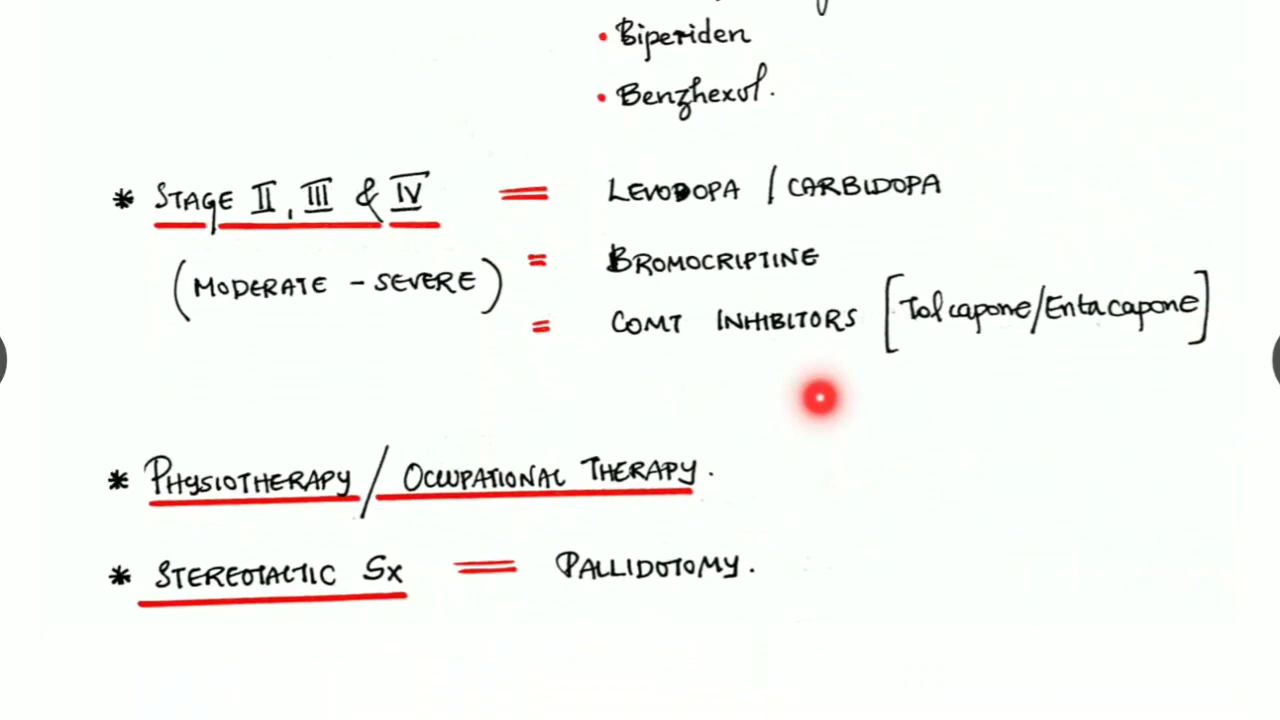 • Biperiden
• Benzhexol.
* STAGE II, III & IV = LEVODOPA / CARBIDOPA
(MODERATE - SEVERE) = BROMOCRIPTINE
= COMT INHIBITORS [Tolcapone/Entacapone]
* PHYSIOTHERAPY / OCCUPATIONAL THERAPY.
* STEREOTACTIC Sx = PALLIDOTOMY.